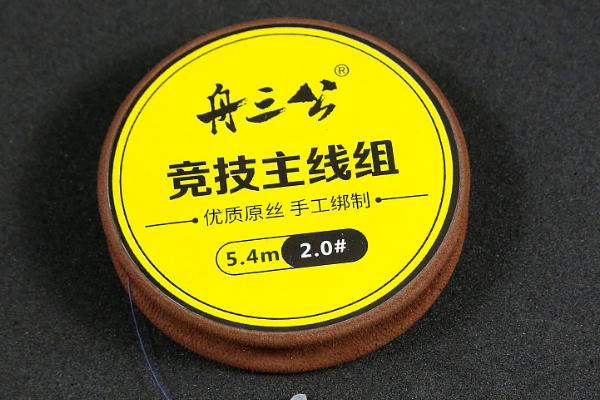 舟三公®
竞技主线组
优质原丝 手工绑制
5.4m 2.0#